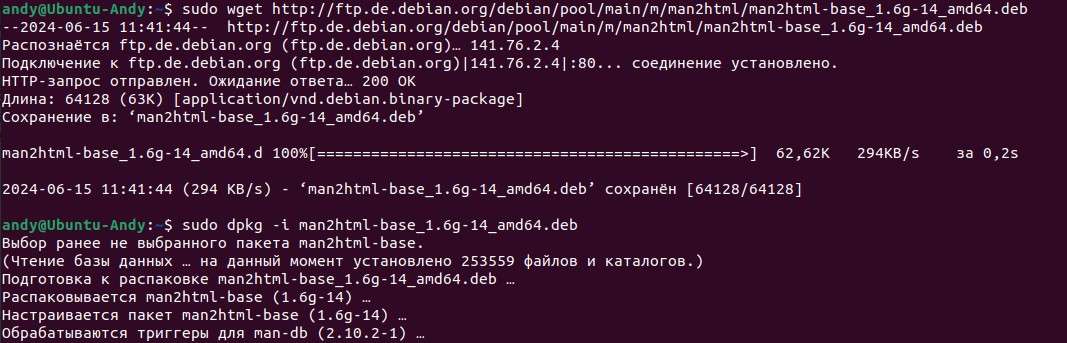 andy@Ubuntu-Andy:~$ sudo wget http://ftp.de.debian.org/debian/pool/main/m/man2html/man2html-base_1.6g-14_amd64.deb
--2024-06-15 11:41:44--  http://ftp.de.debian.org/debian/pool/main/m/man2html/man2html-base_1.6g-14_amd64.deb
Распознаётся ftp.de.debian.org (ftp.de.debian.org)… 141.76.2.4
Подключение к ftp.de.debian.org (ftp.de.debian.org)|141.76.2.4|:80... соединение установлено.
HTTP-запрос отправлен. Ожидание ответа… 200 OK
Длина: 64128 (63K) [application/vnd.debian.binary-package]
Сохранение в: ‘man2html-base_1.6g-14_amd64.deb’
man2html-base_1.6g-14_amd64.d 100%[===============================================>]  62,62K   294KB/s    за 0,2s
2024-06-15 11:41:44 (294 KB/s) - ‘man2html-base_1.6g-14_amd64.deb’ сохранён [64128/64128]
andy@Ubuntu-Andy:~$ sudo dpkg -i man2html-base_1.6g-14_amd64.deb
Выбор ранее не выбранного пакета man2html-base.
(Чтение базы данных … на данный момент установлено 253559 файлов и каталогов.)
Подготовка к распаковке man2html-base_1.6g-14_amd64.deb …
Распаковывается man2html-base (1.6g-14) …
Настраивается пакет man2html-base (1.6g-14) …
Обрабатываются триггеры для man-db (2.10.2-1) …